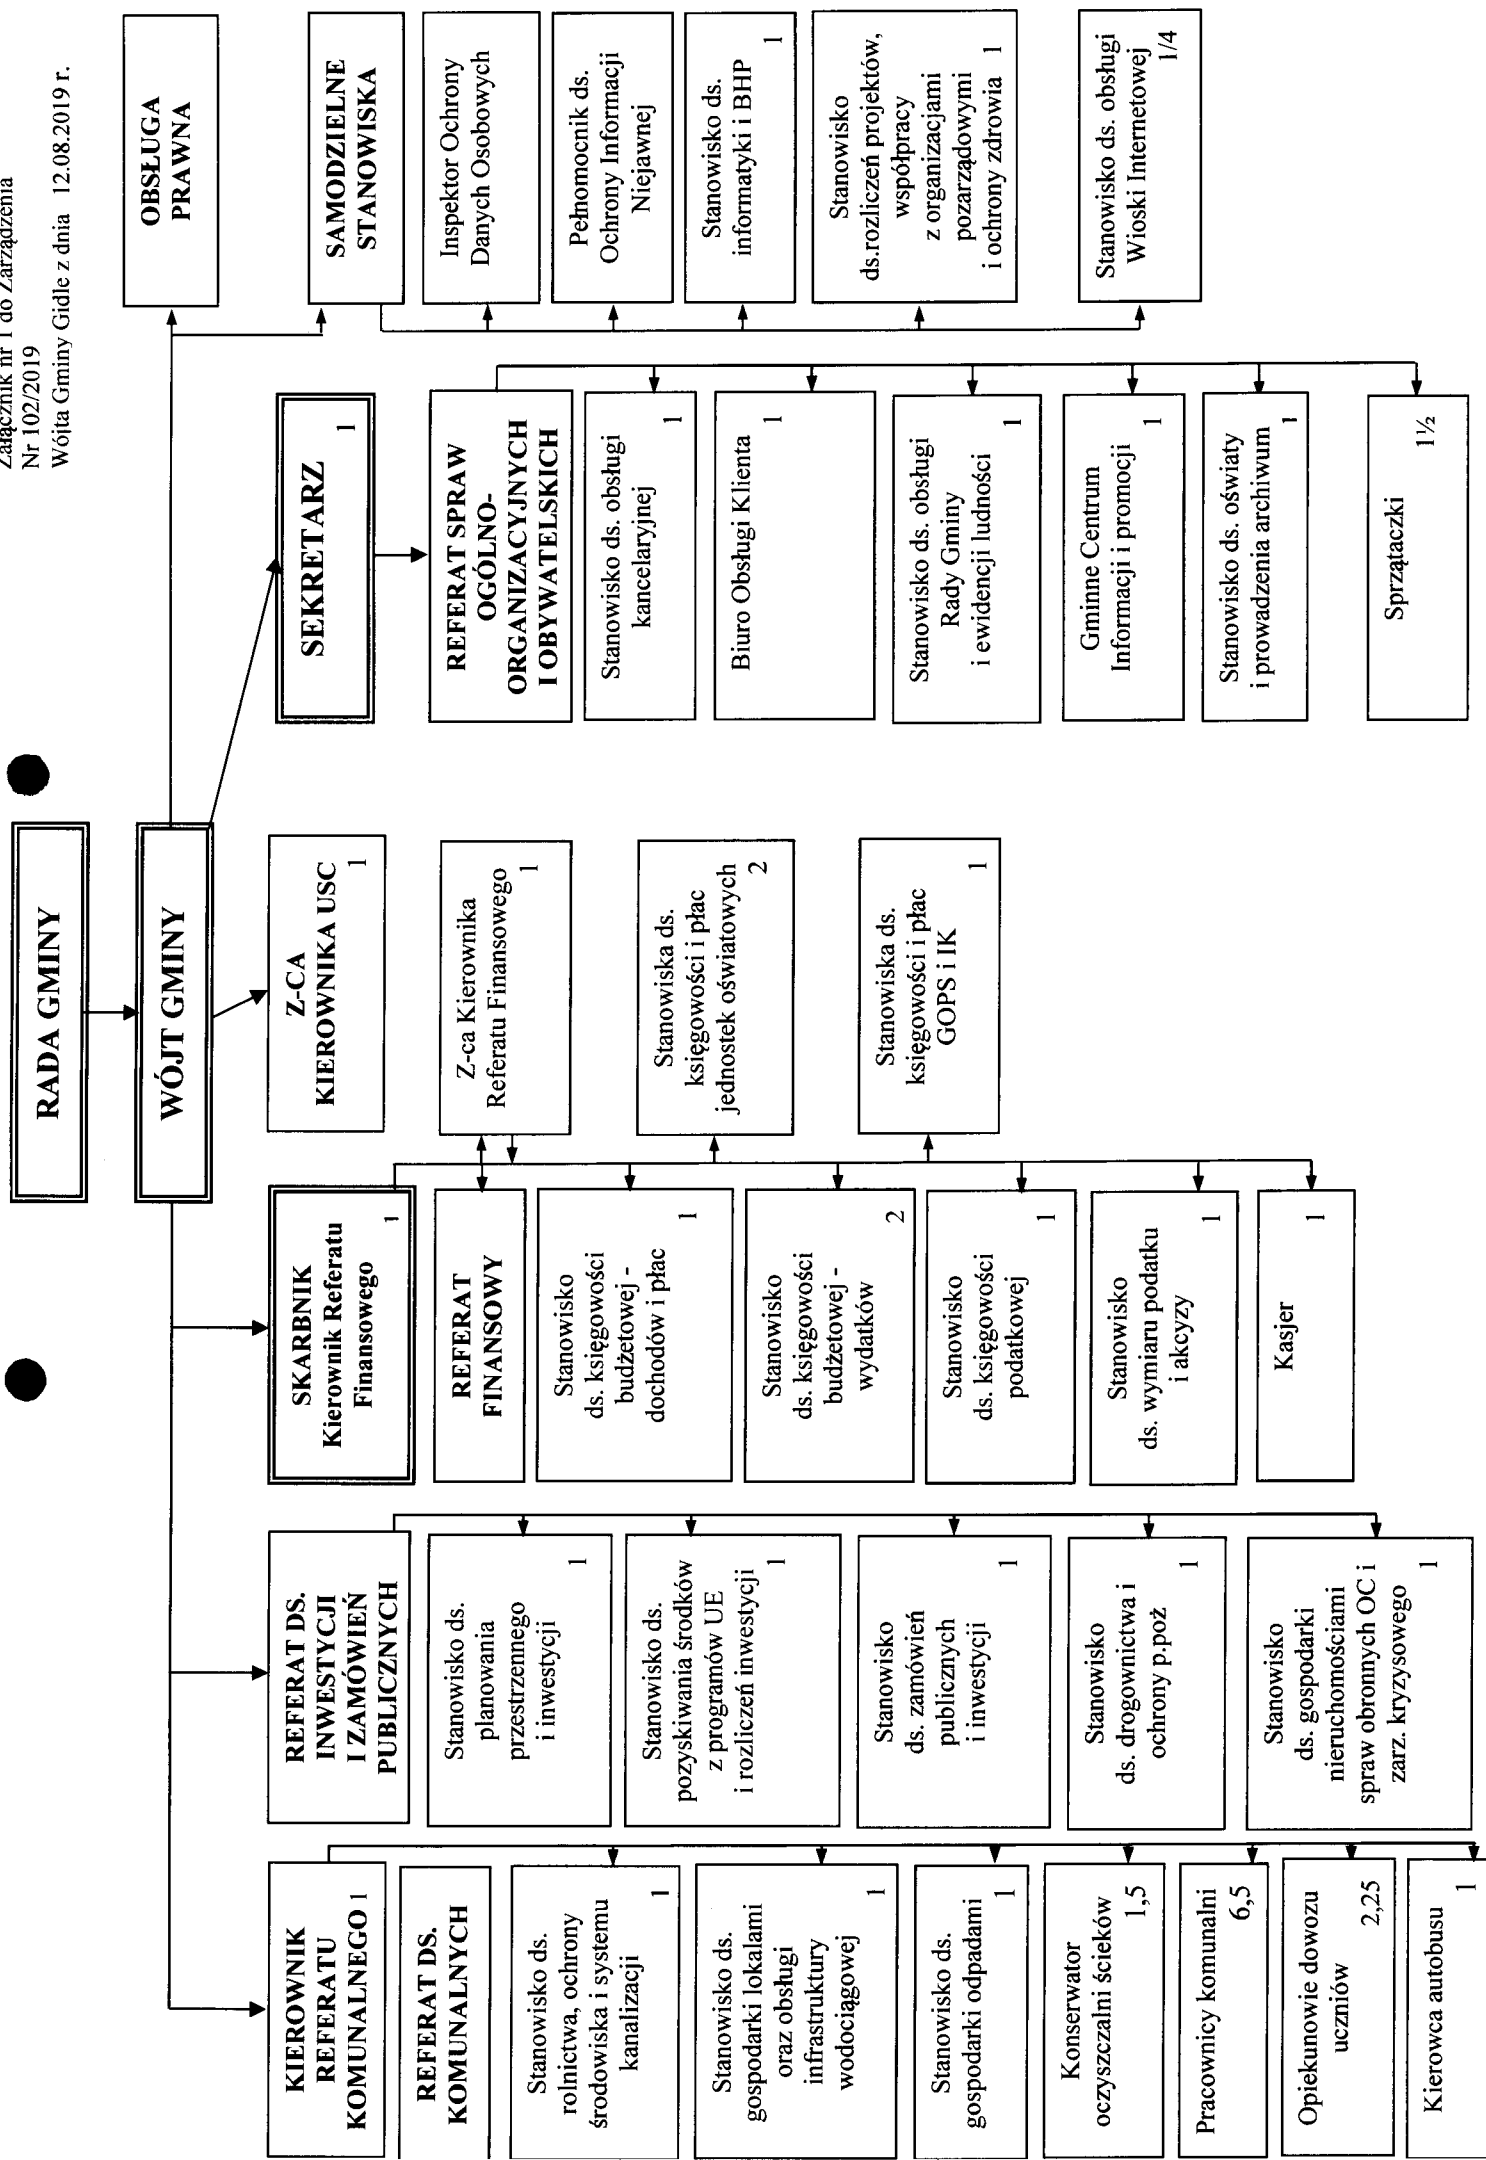 Załącznik nr 1 do Zarządzenia
Nr 102/2019
Wójta Gminy Gidle z dnia 12.08.2019 r.
RADA GMINY
WÓJT GMINY
OBSŁUGA
PRAWNA
KIEROWNIK
REFERATU
KOMUNALNEGO 1
REFERAT DS.
KOMUNALNYCH
Stanowisko ds.
rolnictwa, ochrony
środowiska i systemu
kanalizacji
1
Stanowisko ds.
gospodarki lokalami
oraz obsługi
infrastruktury
wodociągowej
1
Stanowisko ds.
gospodarki odpadami
1
Konserwator
oczyszczalni ścieków
1,5
Pracownicy komunalni
6,5
Opiekunowie dowozu
uczniów
2,25
Kierowca autobusu
1
REFERAT DS.
INWESTYCJI
I ZAMÓWIEŃ
PUBLICZNYCH
Stanowisko ds.
planowania
przestrzennego
i inwestycji
1
Stanowisko ds.
pozyskiwania środków
z programów UE
i rozliczeń inwestycji
1
Stanowisko
ds. zamówień
publicznych
i inwestycji
1
Stanowisko
ds. drogownictwa i
ochrony p.poż
1
Stanowisko
ds. gospodarki
nieruchomościami
spraw obronnych OC i
zarz. kryzysowego
1
SKARBNIK
Kierownik Referatu
Finansowego
1
REFERAT
FINANSOWY
Stanowisko
ds. księgowości
budżetowej -
dochodów i płac
1
Stanowisko
ds. księgowości
budżetowej -
wydatków
2
Stanowisko
ds. księgowości
podatkowej
1
Stanowisko
ds. wymiaru podatku
i akcyzy
1
Kasjer
1
Z-CA
KIEROWNIKA USC
1
Z-ca Kierownika
Referatu Finansowego
1
Stanowiska ds.
księgowości i płac
jednostek oświatowych
2
Stanowiska ds.
księgowości i płac
GOPS i IK
1
SEKRETARZ
1
REFERAT SPRAW
OGÓLNO-
ORGANIZACYJNYCH
I OBYWATELSKICH
Stanowisko ds. obsługi
kancelaryjnej
1
Biuro Obsługi Klienta
1
Stanowisko ds. obsługi
Rady Gminy
i ewidencji ludności
1
Gminne Centrum
Informacji i promocji
1
Stanowisko ds. oświaty
i prowadzenia archiwum
1
Sprzątaczki
1½
SAMODZIELNE
STANOWISKA
Inspektor Ochrony
Danych Osobowych
Pełnomocnik ds.
Ochrony Informacji
Niejawnej
Stanowisko ds.
informatyki i BHP
1
Stanowisko
ds.rozliczeń projektów,
współpracy
z organizacjami
pozarządowymi
i ochrony zdrowia 1
Stanowisko ds. obsługi
Wioski Internetowej
1/4